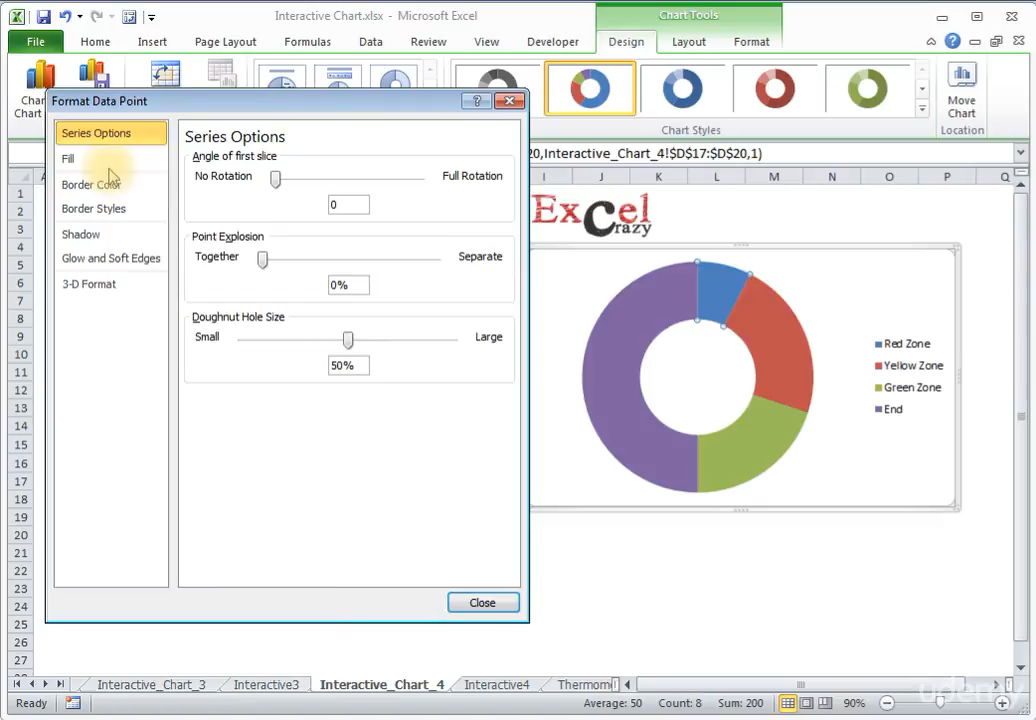 Interactive Chart.xlsx - Microsoft Excel
Chart Tools
File Home Insert Page Layout Formulas Data Review View Developer Design Layout Format
Move
Chart
Chart Styles
Location
Format Data Point
20,Interactive_Chart_4!$D$17:$D$20,1)
I J K L M N O P Q
Series Options
Fill
Border Color
Border Styles
Shadow
Glow and Soft Edges
3-D Format
Series Options
Angle of first slice
No Rotation
Full Rotation
0
Point Explosion
Together
Separate
0%
Doughnut Hole Size
Small
Large
50%
Close
Excel
Crazy
Red Zone
Yellow Zone
Green Zone
End
1
2
3
4
5
6
7
8
9
10
11
12
13
14
15
16
17
18
19
20
21
22
23
24
25
26
27
Interactive_Chart_3 Interactive3 Interactive_Chart_4 Interactive4 Thermom
Ready
Average: 50 Count: 8 Sum: 200
90%
udemy